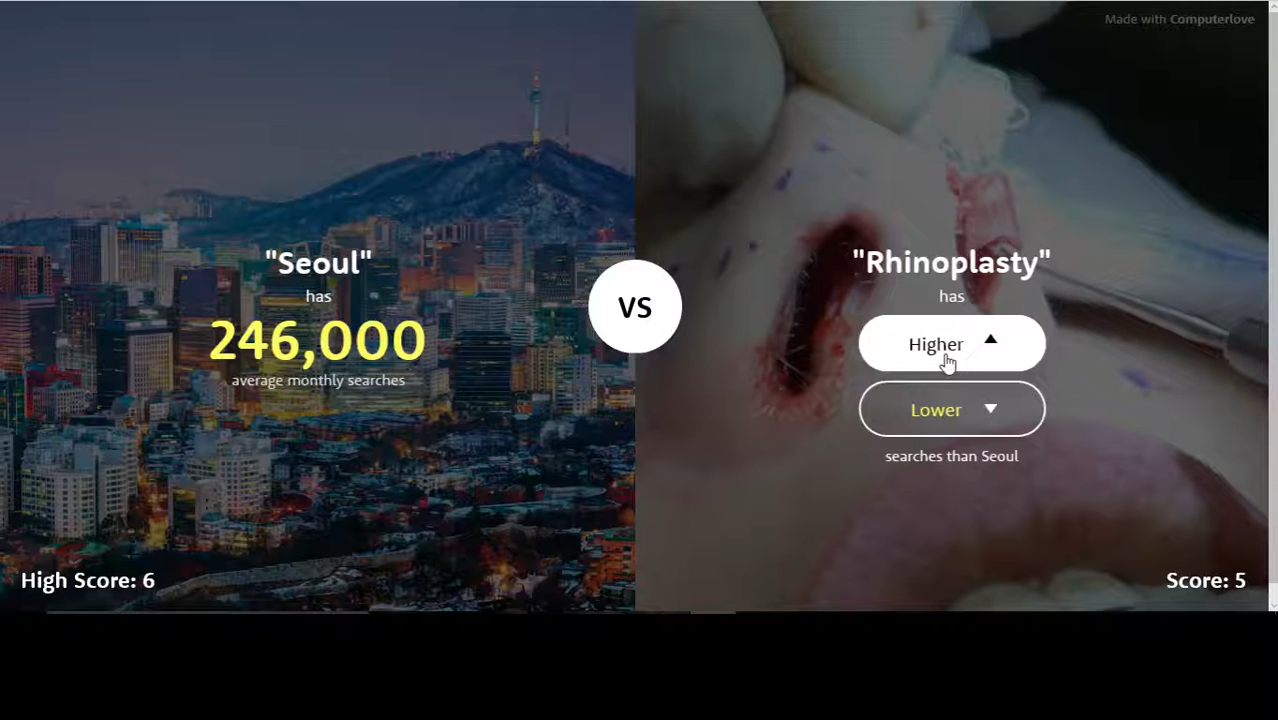 Made with Computerlove
"Seoul"
has
246,000
average monthly searches
VS
"Rhinoplasty"
has
Higher
Lower
searches than Seoul
High Score: 6
Score: 5